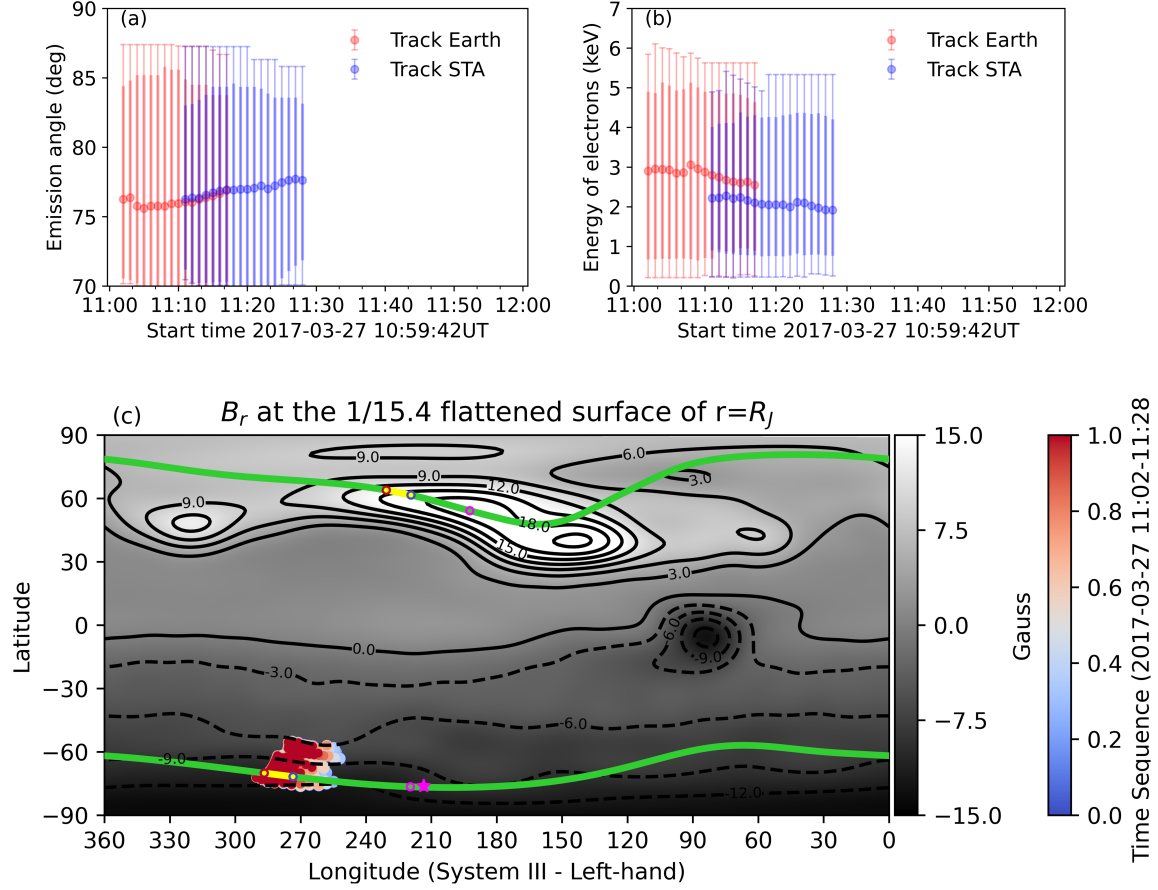 (a)
Track Earth
Track STA
90
85
80
75
70
Emission angle (deg)
11:00 11:10 11:20 11:30 11:40 11:50 12:00
Start time 2017-03-27 10:59:42UT
(b)
Track Earth
Track STA
7
6
5
4
3
2
1
0
Energy of electrons (keV)
11:00 11:10 11:20 11:30 11:40 11:50 12:00
Start time 2017-03-27 10:59:42UT
(c)
B_r at the 1/15.4 flattened surface of r=R_J
90
60
30
0
−30
−60
−90
Latitude
9.0
6.0
9.0
3.0
12.0
9.0
18.0
15.0
3.0
0.0
-6.0
-9.0
-3.0
-6.0
-9.0
-12.0
360 330 300 270 240 210 180 150 120 90 60 30 0
Longitude (System III - Left-hand)
15.0
7.5
0.0
−7.5
−15.0
Gauss
1.0
0.8
0.6
0.4
0.2
0.0
Time Sequence (2017-03-27 11:02-11:28